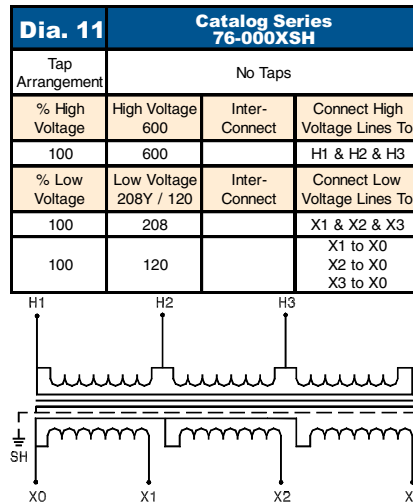 Dia. 11
Catalog Series
76-000XSH
Tap
Arrangement
No Taps
% High
Voltage
High Voltage
600
Inter-
Connect
Connect High
Voltage Lines To
100
600
H1 & H2 & H3
% Low
Voltage
Low Voltage
208Y / 120
Inter-
Connect
Connect Low
Voltage Lines To
100
208
X1 & X2 & X3
100
120
X1 to X0
X2 to X0
X3 to X0
H1 H2 H3
SH
X0 X1 X2 X